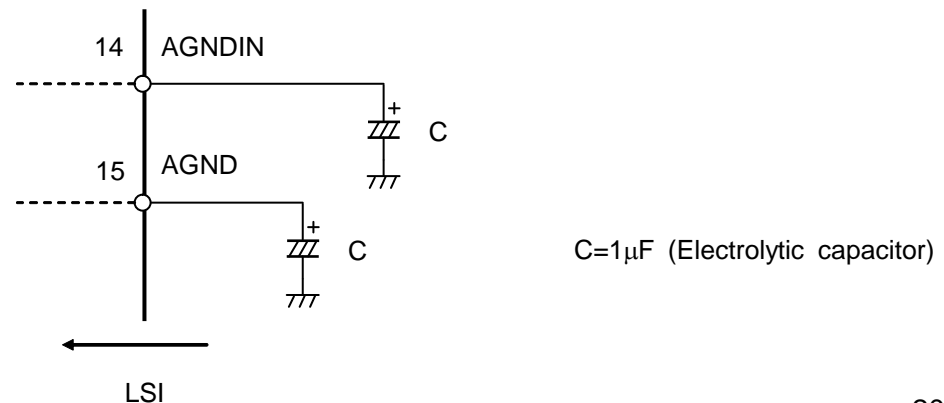 14 AGNDIN
+
C
15 AGND
+
C
C=1μF (Electrolytic capacitor)
LSI